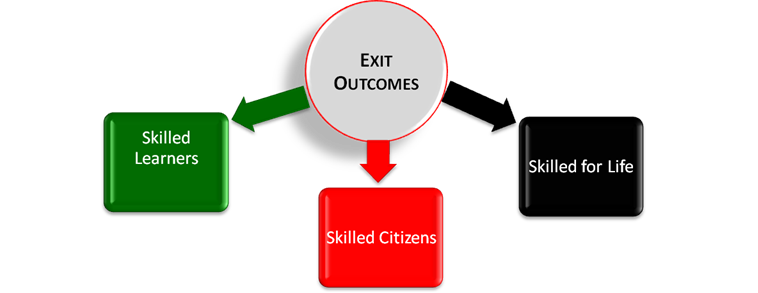 EXIT
OUTCOMES
Skilled
Learners
Skilled Citizens
Skilled for Life